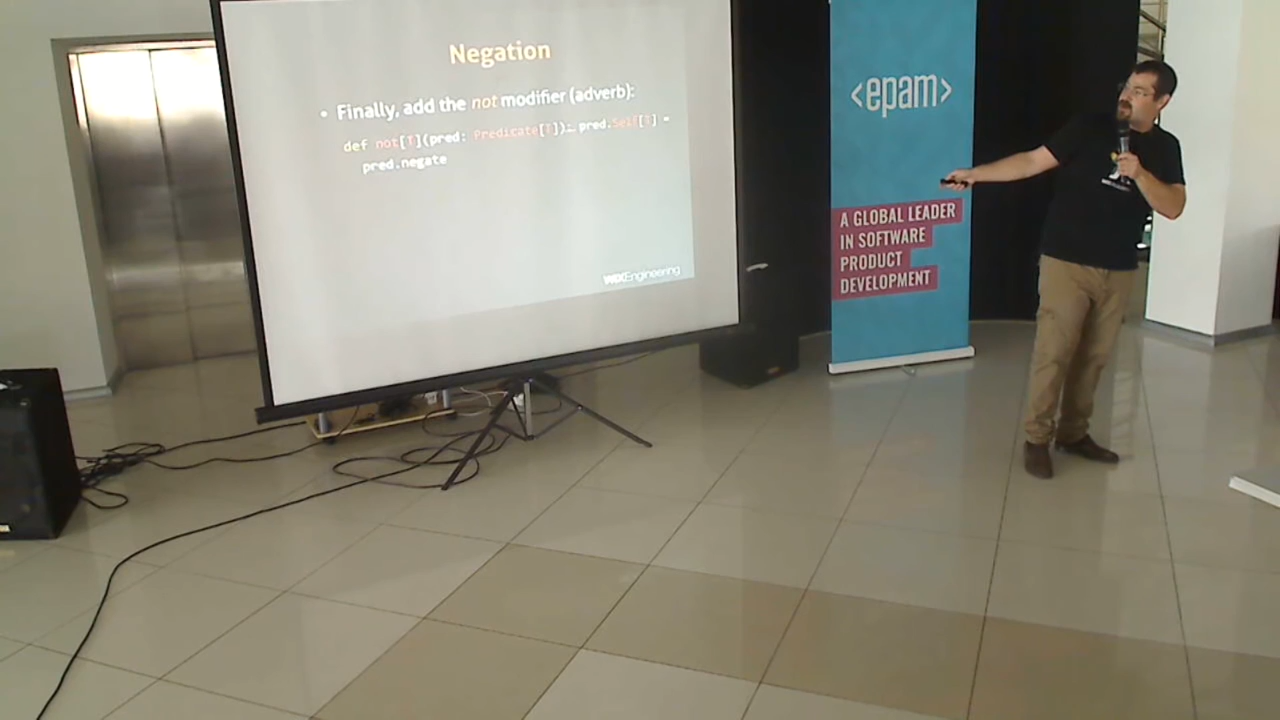 Negation
• Finally, add the not modifier (adverb):
def not[T](pred: Predicate[T]): pred.Self[T] =
pred.negate
WIXEngineering
<epam>
A GLOBAL LEADER
IN SOFTWARE
PRODUCT
DEVELOPMENT